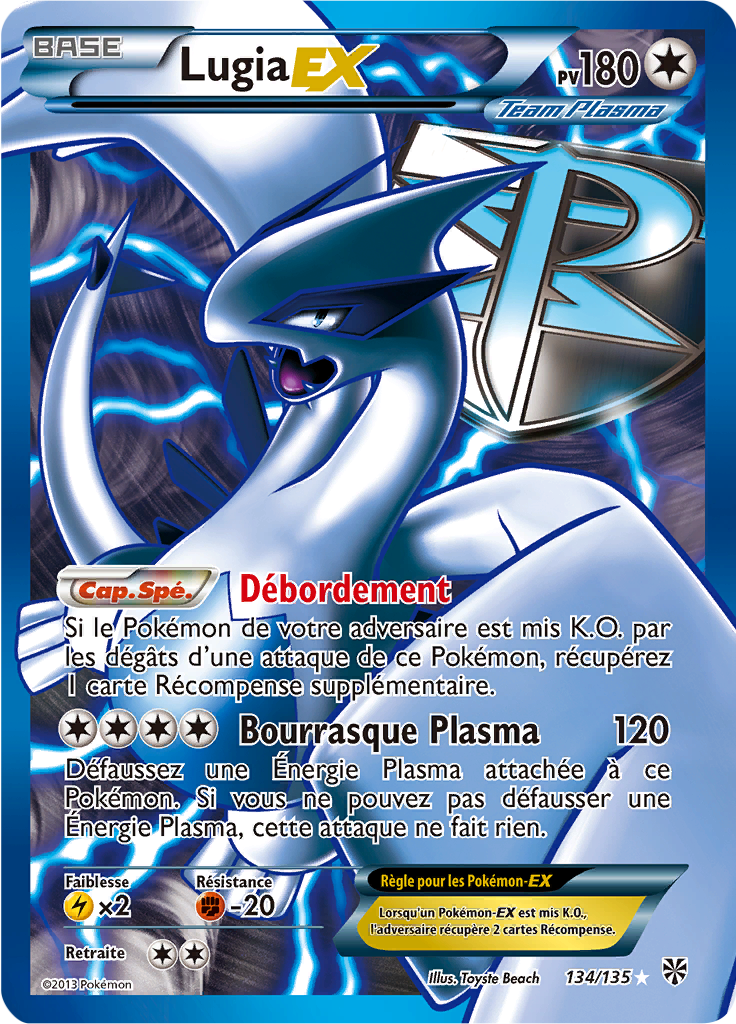 BASE
Lugia EX
PV 180
Team Plasma
Cap. Spé. Débordement
Si le Pokémon de votre adversaire est mis K.O. par
les dégâts d'une attaque de ce Pokémon, récupérez
1 carte Récompense supplémentaire.
Bourrasque Plasma 120
Défaussez une Énergie Plasma attachée à ce
Pokémon. Si vous ne pouvez pas défausser une
Énergie Plasma, cette attaque ne fait rien.
Faiblesse Résistance
×2 -20
Retraite
Règle pour les Pokémon-EX
Lorsqu'un Pokémon-EX est mis K.O.,
l'adversaire récupère 2 cartes Récompense.
©2013 Pokémon
Illus. Toyste Beach
134/135